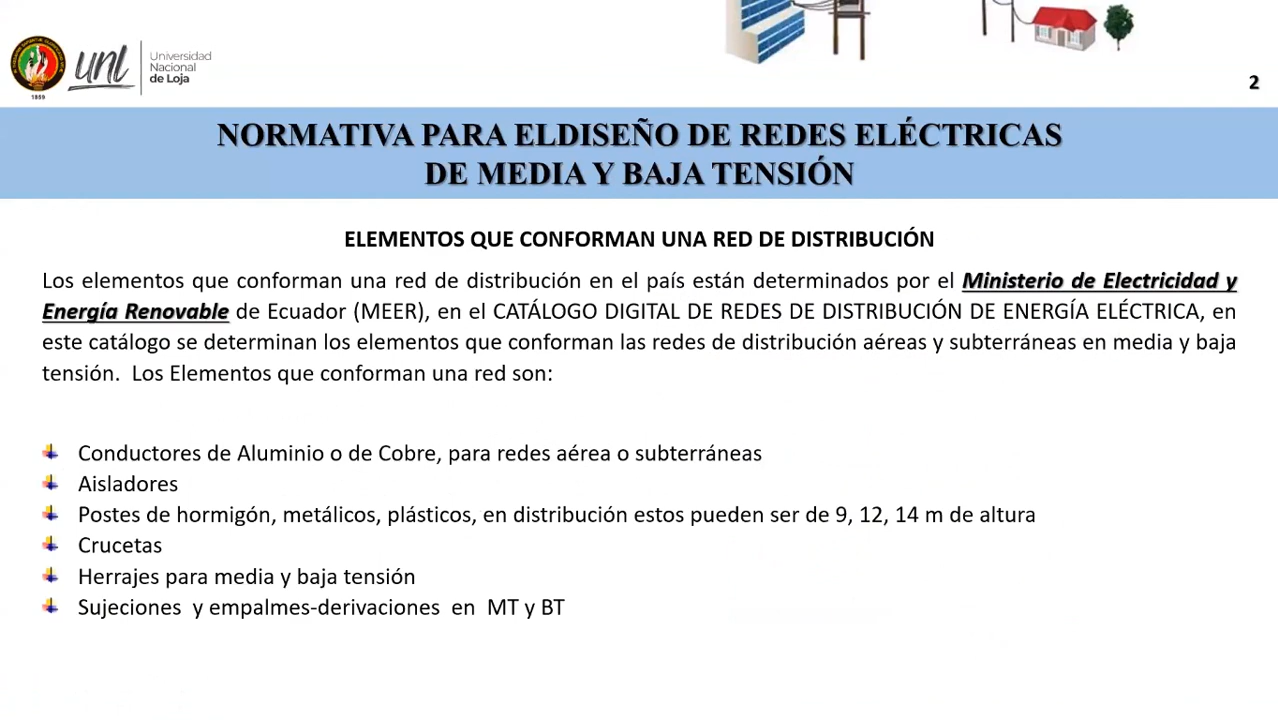 unl
Universidad
Nacional
de Loja
1859
2
NORMATIVA PARA ELDISEÑO DE REDES ELÉCTRICAS
DE MEDIA Y BAJA TENSIÓN
ELEMENTOS QUE CONFORMAN UNA RED DE DISTRIBUCIÓN
Los elementos que conforman una red de distribución en el país están determinados por el Ministerio de Electricidad y
Energía Renovable de Ecuador (MEER), en el CATÁLOGO DIGITAL DE REDES DE DISTRIBUCIÓN DE ENERGÍA ELÉCTRICA, en
este catálogo se determinan los elementos que conforman las redes de distribución aéreas y subterráneas en media y baja
tensión. Los Elementos que conforman una red son:
Conductores de Aluminio o de Cobre, para redes aérea o subterráneas
Aisladores
Postes de hormigón, metálicos, plásticos, en distribución estos pueden ser de 9, 12, 14 m de altura
Crucetas
Herrajes para media y baja tensión
Sujeciones y empalmes-derivaciones en MT y BT